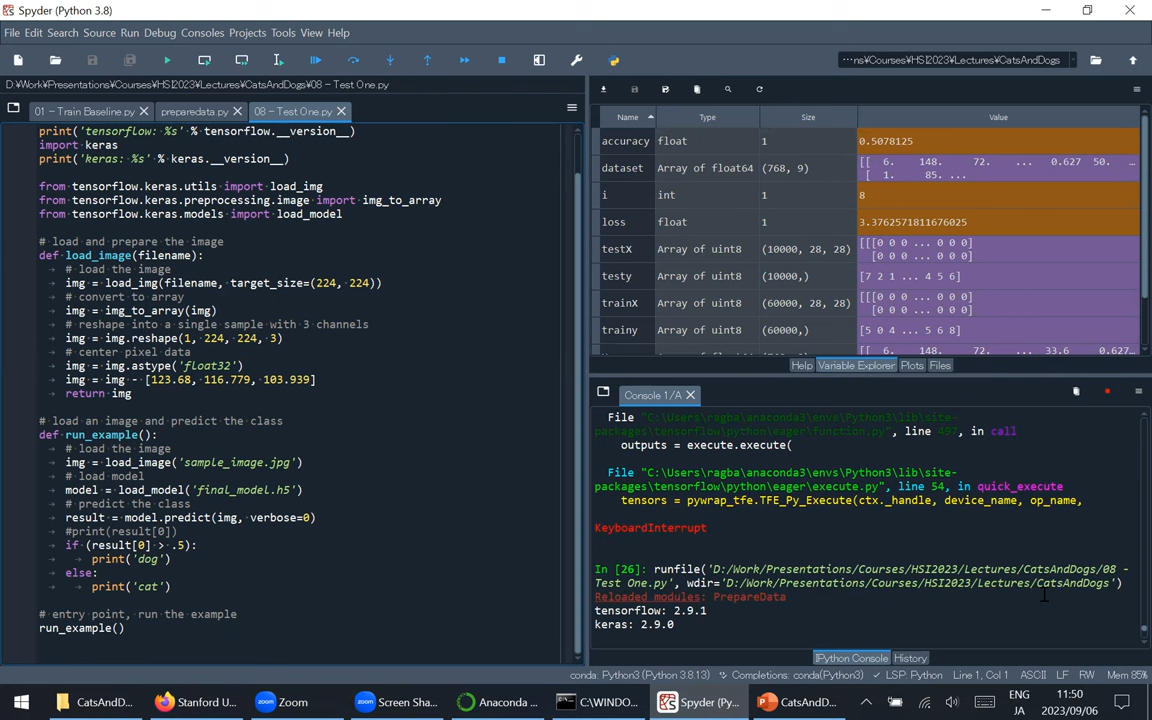 Spyder (Python 3.8)
File Edit Search Source Run Debug Consoles Projects Tools View Help
···ns¥Courses¥HSI2023¥Lectures¥CatsAndDogs
D:¥Work¥Presentations¥Courses¥HSI2023¥Lectures¥CatsAndDogs¥08 - Test One.py
01 - Train Baseline.py
preparedata.py
08 - Test One.py
print('tensorflow: %s' % tensorflow.__version__)
import keras
print('keras: %s' % keras.__version__)
from tensorflow.keras.utils import load_img
from tensorflow.keras.preprocessing.image import img_to_array
from tensorflow.keras.models import load_model
# load and prepare the image
def load_image(filename):
# load the image
img = load_img(filename, target_size=(224, 224))
# convert to array
img = img_to_array(img)
# reshape into a single sample with 3 channels
img = img.reshape(1, 224, 224, 3)
# center pixel data
img = img.astype('float32')
img = img - [123.68, 116.779, 103.939]
return img
# load an image and predict the class
def run_example():
# load the image
img = load_image('sample_image.jpg')
# load model
model = load_model('final_model.h5')
# predict the class
result = model.predict(img, verbose=0)
#print(result[0])
if (result[0] > .5):
print('dog')
else:
print('cat')
# entry point, run the example
run_example()
Name Type Size Value
accuracy float 1 0.5078125
dataset Array of float64 (768, 9) [[ 6. 148. 72. ... 0.627 50. ...
[ 1. 85. ...
i int 1 8
loss float 1 3.3762571811676025
testX Array of uint8 (10000, 28, 28) [[[0 0 0 ... 0 0 0]
[0 0 0 ... 0 0 0]
testy Array of uint8 (10000,) [7 2 1 ... 4 5 6]
trainX Array of uint8 (60000, 28, 28) [[[0 0 0 ... 0 0 0]
[0 0 0 ... 0 0 0]
trainy Array of uint8 (60000,) [5 0 4 ... 5 6 8]
[[ 6. 148. 72. ... 33.6 0.627...
Help Variable Explorer Plots Files
Console 1/A
File "C:\Users\ragba\anaconda3\envs\Python3\lib\site-
packages\tensorflow\python\eager\function.py", line 497, in call
outputs = execute.execute(
File "C:\Users\ragba\anaconda3\envs\Python3\lib\site-
packages\tensorflow\python\eager\execute.py", line 54, in quick_execute
tensors = pywrap_tfe.TFE_Py_Execute(ctx._handle, device_name, op_name,
KeyboardInterrupt
In [26]: runfile('D:/Work/Presentations/Courses/HSI2023/Lectures/CatsAndDogs/08 -
Test One.py', wdir='D:/Work/Presentations/Courses/HSI2023/Lectures/CatsAndDogs')
Reloaded modules: PrepareData
tensorflow: 2.9.1
keras: 2.9.0
IPython Console History
conda: Python3 (Python 3.8.13) Completions: conda(Python3) LSP: Python Line 1, Col 1 ASCII LF RW Mem 85%
CatsAndD...
Stanford U...
Zoom
Screen Sha...
Anaconda ...
C:\WINDO...
Spyder (Py...
CatsAndD...
ENG
JA
11:50
2023/09/06